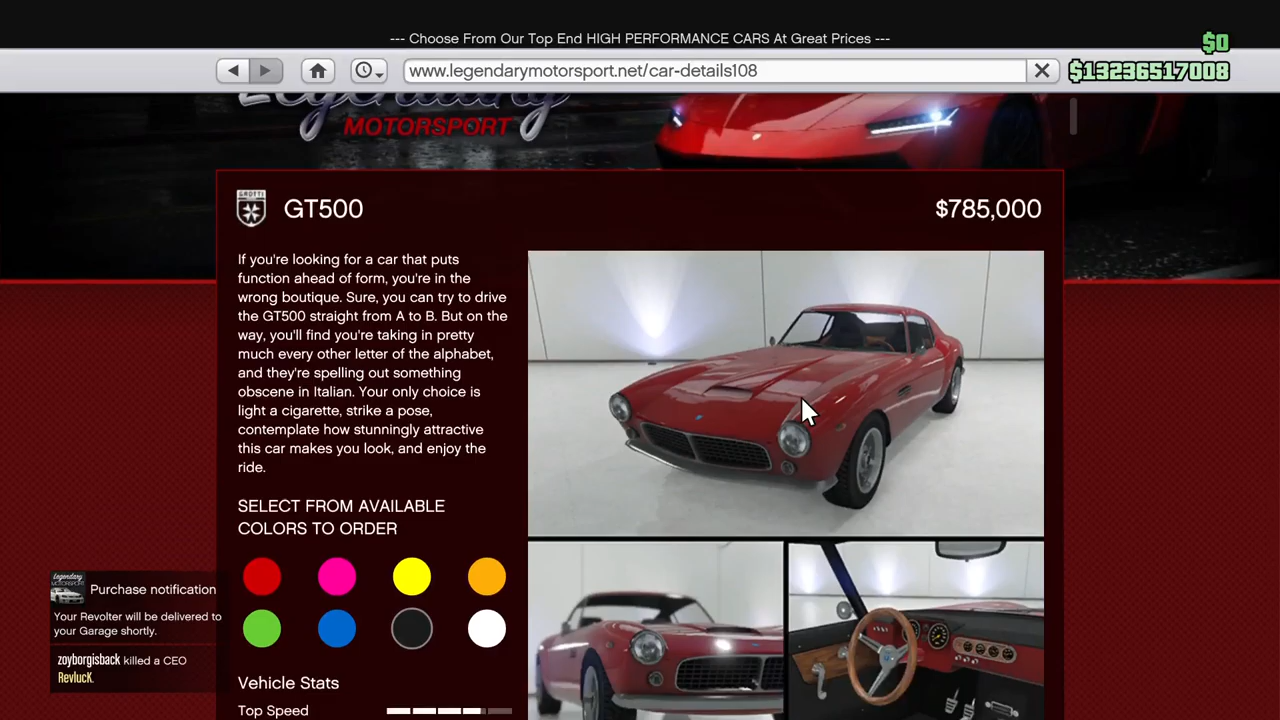 --- Choose From Our Top End HIGH PERFORMANCE CARS At Great Prices ---
$0
www.legendarymotorsport.net/car-details108
$13236517008
Legendary
MOTORSPORT
GROTTI
GT500
$785,000
If you're looking for a car that puts
function ahead of form, you're in the
wrong boutique. Sure, you can try to drive
the GT500 straight from A to B. But on the
way, you'll find you're taking in pretty
much every other letter of the alphabet,
and they're spelling out something
obscene in Italian. Your only choice is
light a cigarette, strike a pose,
contemplate how stunningly attractive
this car makes you look, and enjoy the
ride.
SELECT FROM AVAILABLE
COLORS TO ORDER
Legendary
Purchase notification
Your Revolter will be delivered to
your Garage shortly.
zoyborgisback killed a CEO
RevlucK.
Vehicle Stats
Top Speed